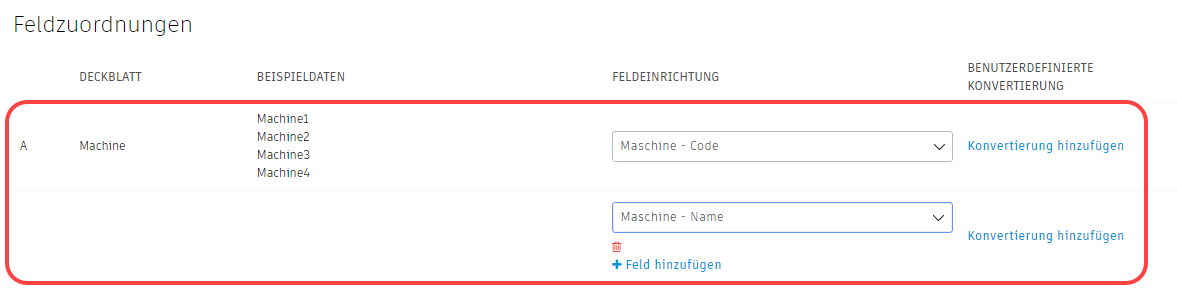 Feldzuordnungen
DECKBLATT
BEISPIELDATEN
FELDEINRICHTUNG
BENUTZERDEFINIERTE
KONVERTIERUNG
A
Machine
Machine1
Machine2
Machine3
Machine4
Maschine - Code
Konvertierung hinzufügen
Maschine - Name
Konvertierung hinzufügen
+ Feld hinzufügen